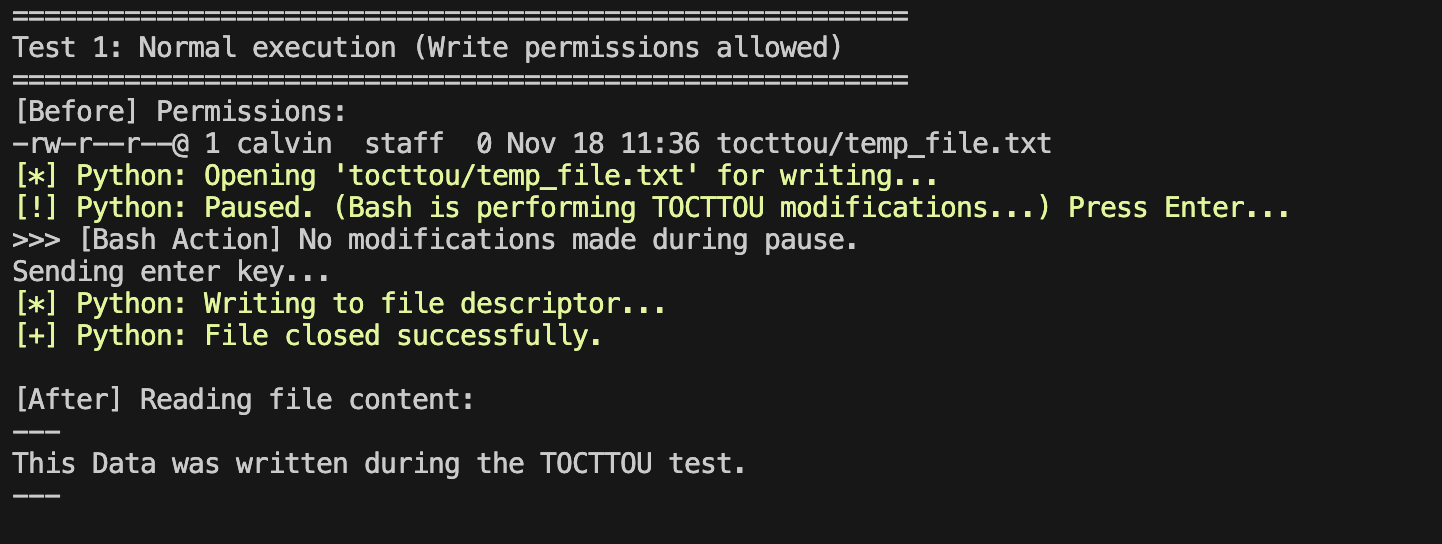 ========================================================
Test 1: Normal execution (Write permissions allowed)
========================================================
[Before] Permissions:
-rw-r--r--@ 1 calvin  staff  0 Nov 18 11:36 tocttou/temp_file.txt
[*] Python: Opening 'tocttou/temp_file.txt' for writing...
[!] Python: Paused. (Bash is performing TOCTTOU modifications...) Press Enter...
>>> [Bash Action] No modifications made during pause.
Sending enter key...
[*] Python: Writing to file descriptor...
[+] Python: File closed successfully.
[After] Reading file content:
---
This Data was written during the TOCTTOU test.
---